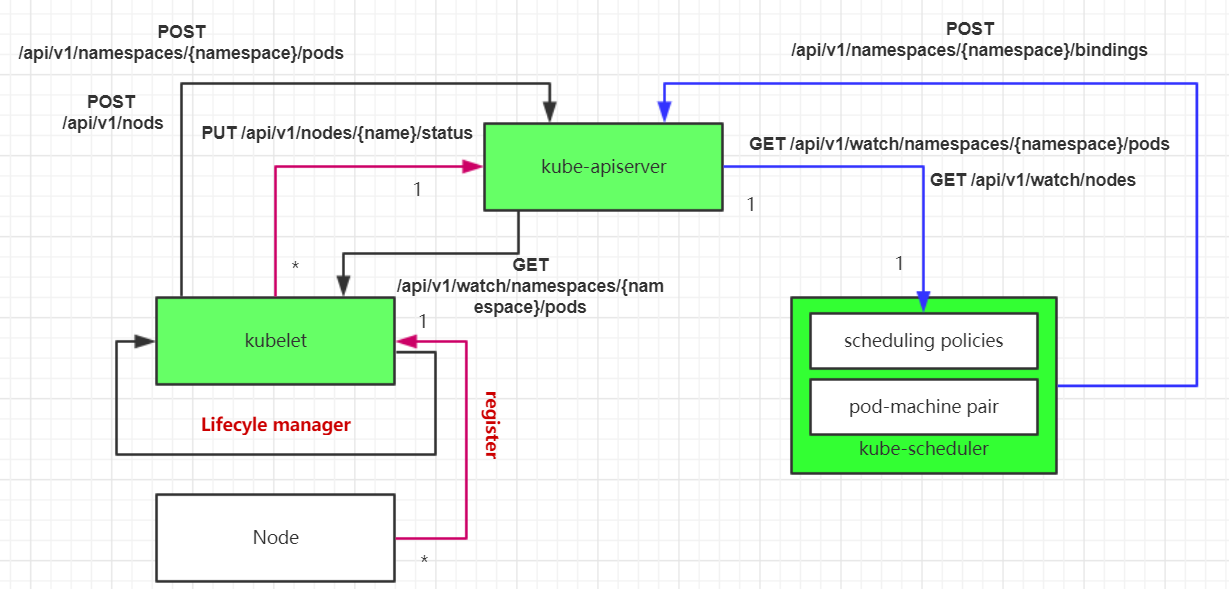 POST
/api/v1/namespaces/{namespace}/pods
POST
/api/v1/namespaces/{namespace}/bindings
POST
/api/v1/nods
PUT /api/v1/nodes/{name}/status
kube-apiserver
GET /api/v1/watch/namespaces/{namespace}/pods
GET /api/v1/watch/nodes
1
1
*
1
GET
/api/v1/watch/namespaces/{nam
espace}/pods
1
kubelet
scheduling policies
pod-machine pair
kube-scheduler
Lifecyle manager
register
Node
*